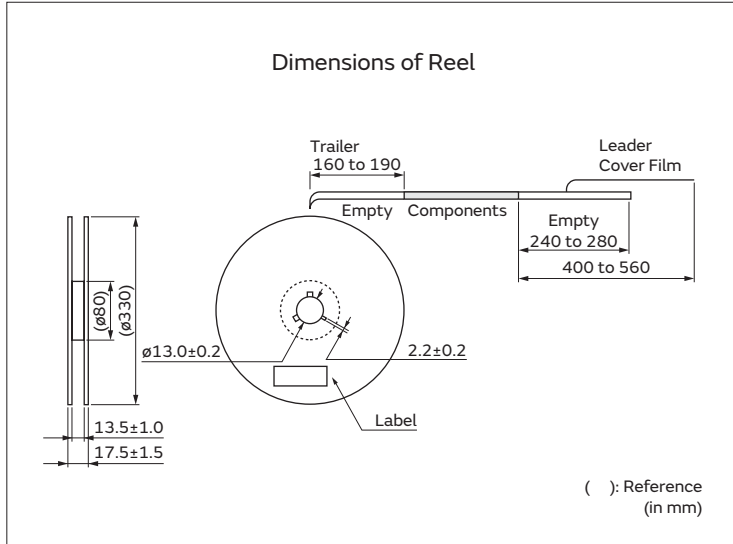 Dimensions of Reel
Trailer
160 to 190
Leader
Cover Film
Empty
Components
Empty
240 to 280
400 to 560
(ø80)
(ø330)
ø13.0±0.2
2.2±0.2
Label
13.5±1.0
17.5±1.5
( ): Reference
(in mm)